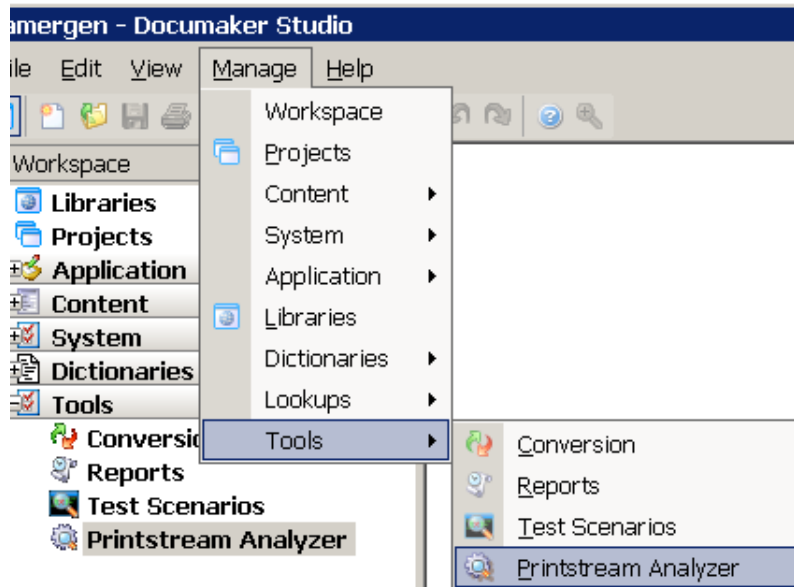 amergen - Documaker Studio
ile Edit View Manage Help
Workspace
Libraries
Projects
Application
Content
System
Dictionaries
Tools
Conversio
Reports
Test Scenarios
Printstream Analyzer
Workspace
Projects
Content
System
Application
Libraries
Dictionaries
Lookups
Tools
Conversion
Reports
Test Scenarios
Printstream Analyzer